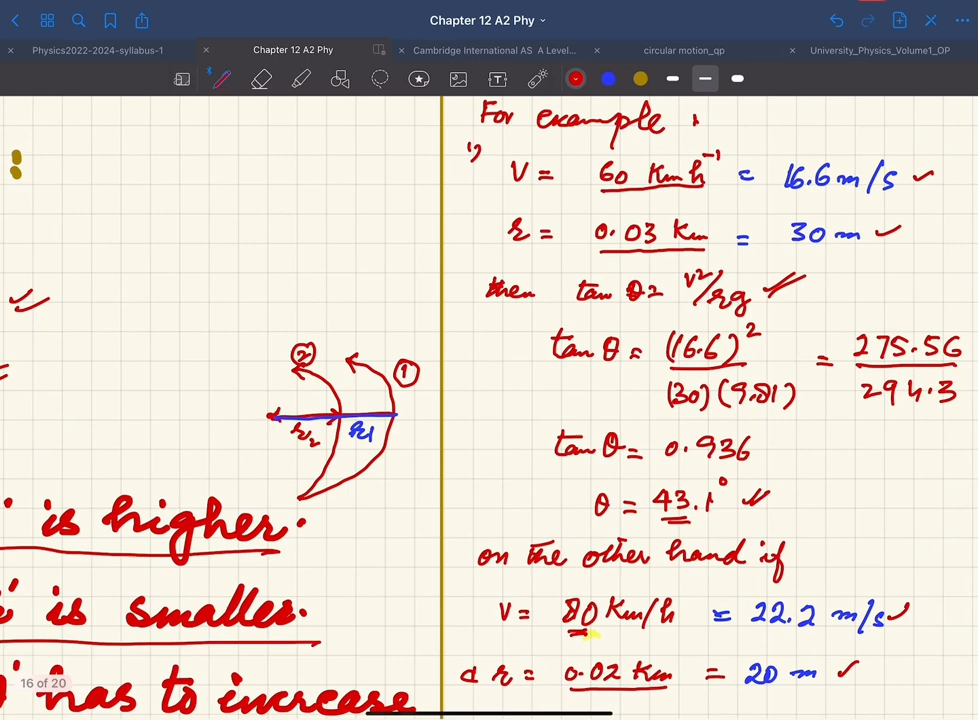 Chapter 12 A2 Phy
Physics2022-2024-syllabus-1
Chapter 12 A2 Phy
Cambridge International AS A Level...
circular motion_qp
University_Physics_Volume1_OP
For example :
1)
V = 60 Km h⁻¹ = 16.6 m/s
r = 0.03 Km = 30 m
then tan θ = V²/rg
tan θ = (16.6)² / (30)(9.81) = 275.56 / 294.3
tan θ = 0.936
θ = 43.1°
on the other hand if
V = 80 Km/h = 22.2 m/s
& r = 0.02 Km = 20 m
② ①
r₂ r₁
is higher.
is smaller.
has to increase
16 of 20